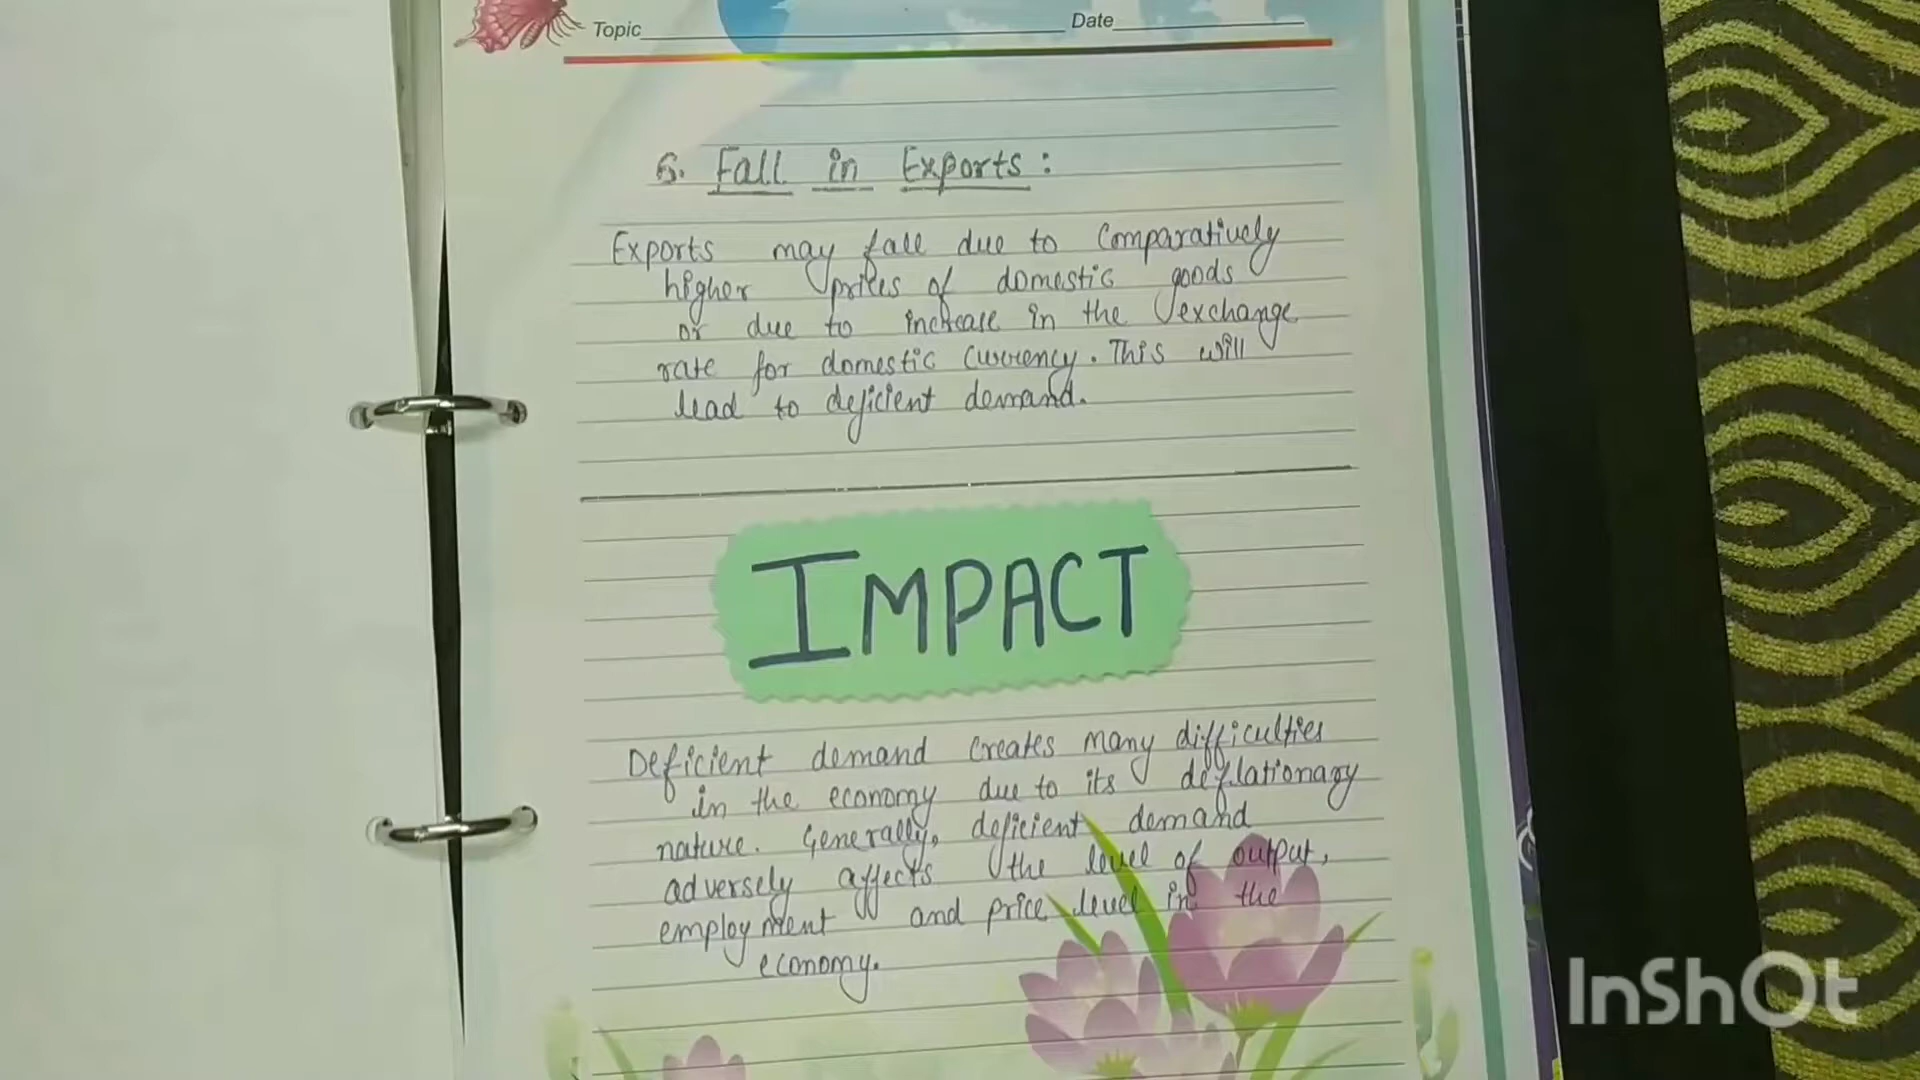 Topic Date
6. Fall in Exports:
Exports may fall due to comparatively
higher prices of domestic goods
or due to increase in the exchange
rate for domestic currency. This will
lead to deficient demand.
IMPACT
Deficient demand creates many difficulties
in the economy due to its deflationary
nature. Generally, deficient demand
adversely affects the level of output,
employment and price level in the
economy.
InShOt